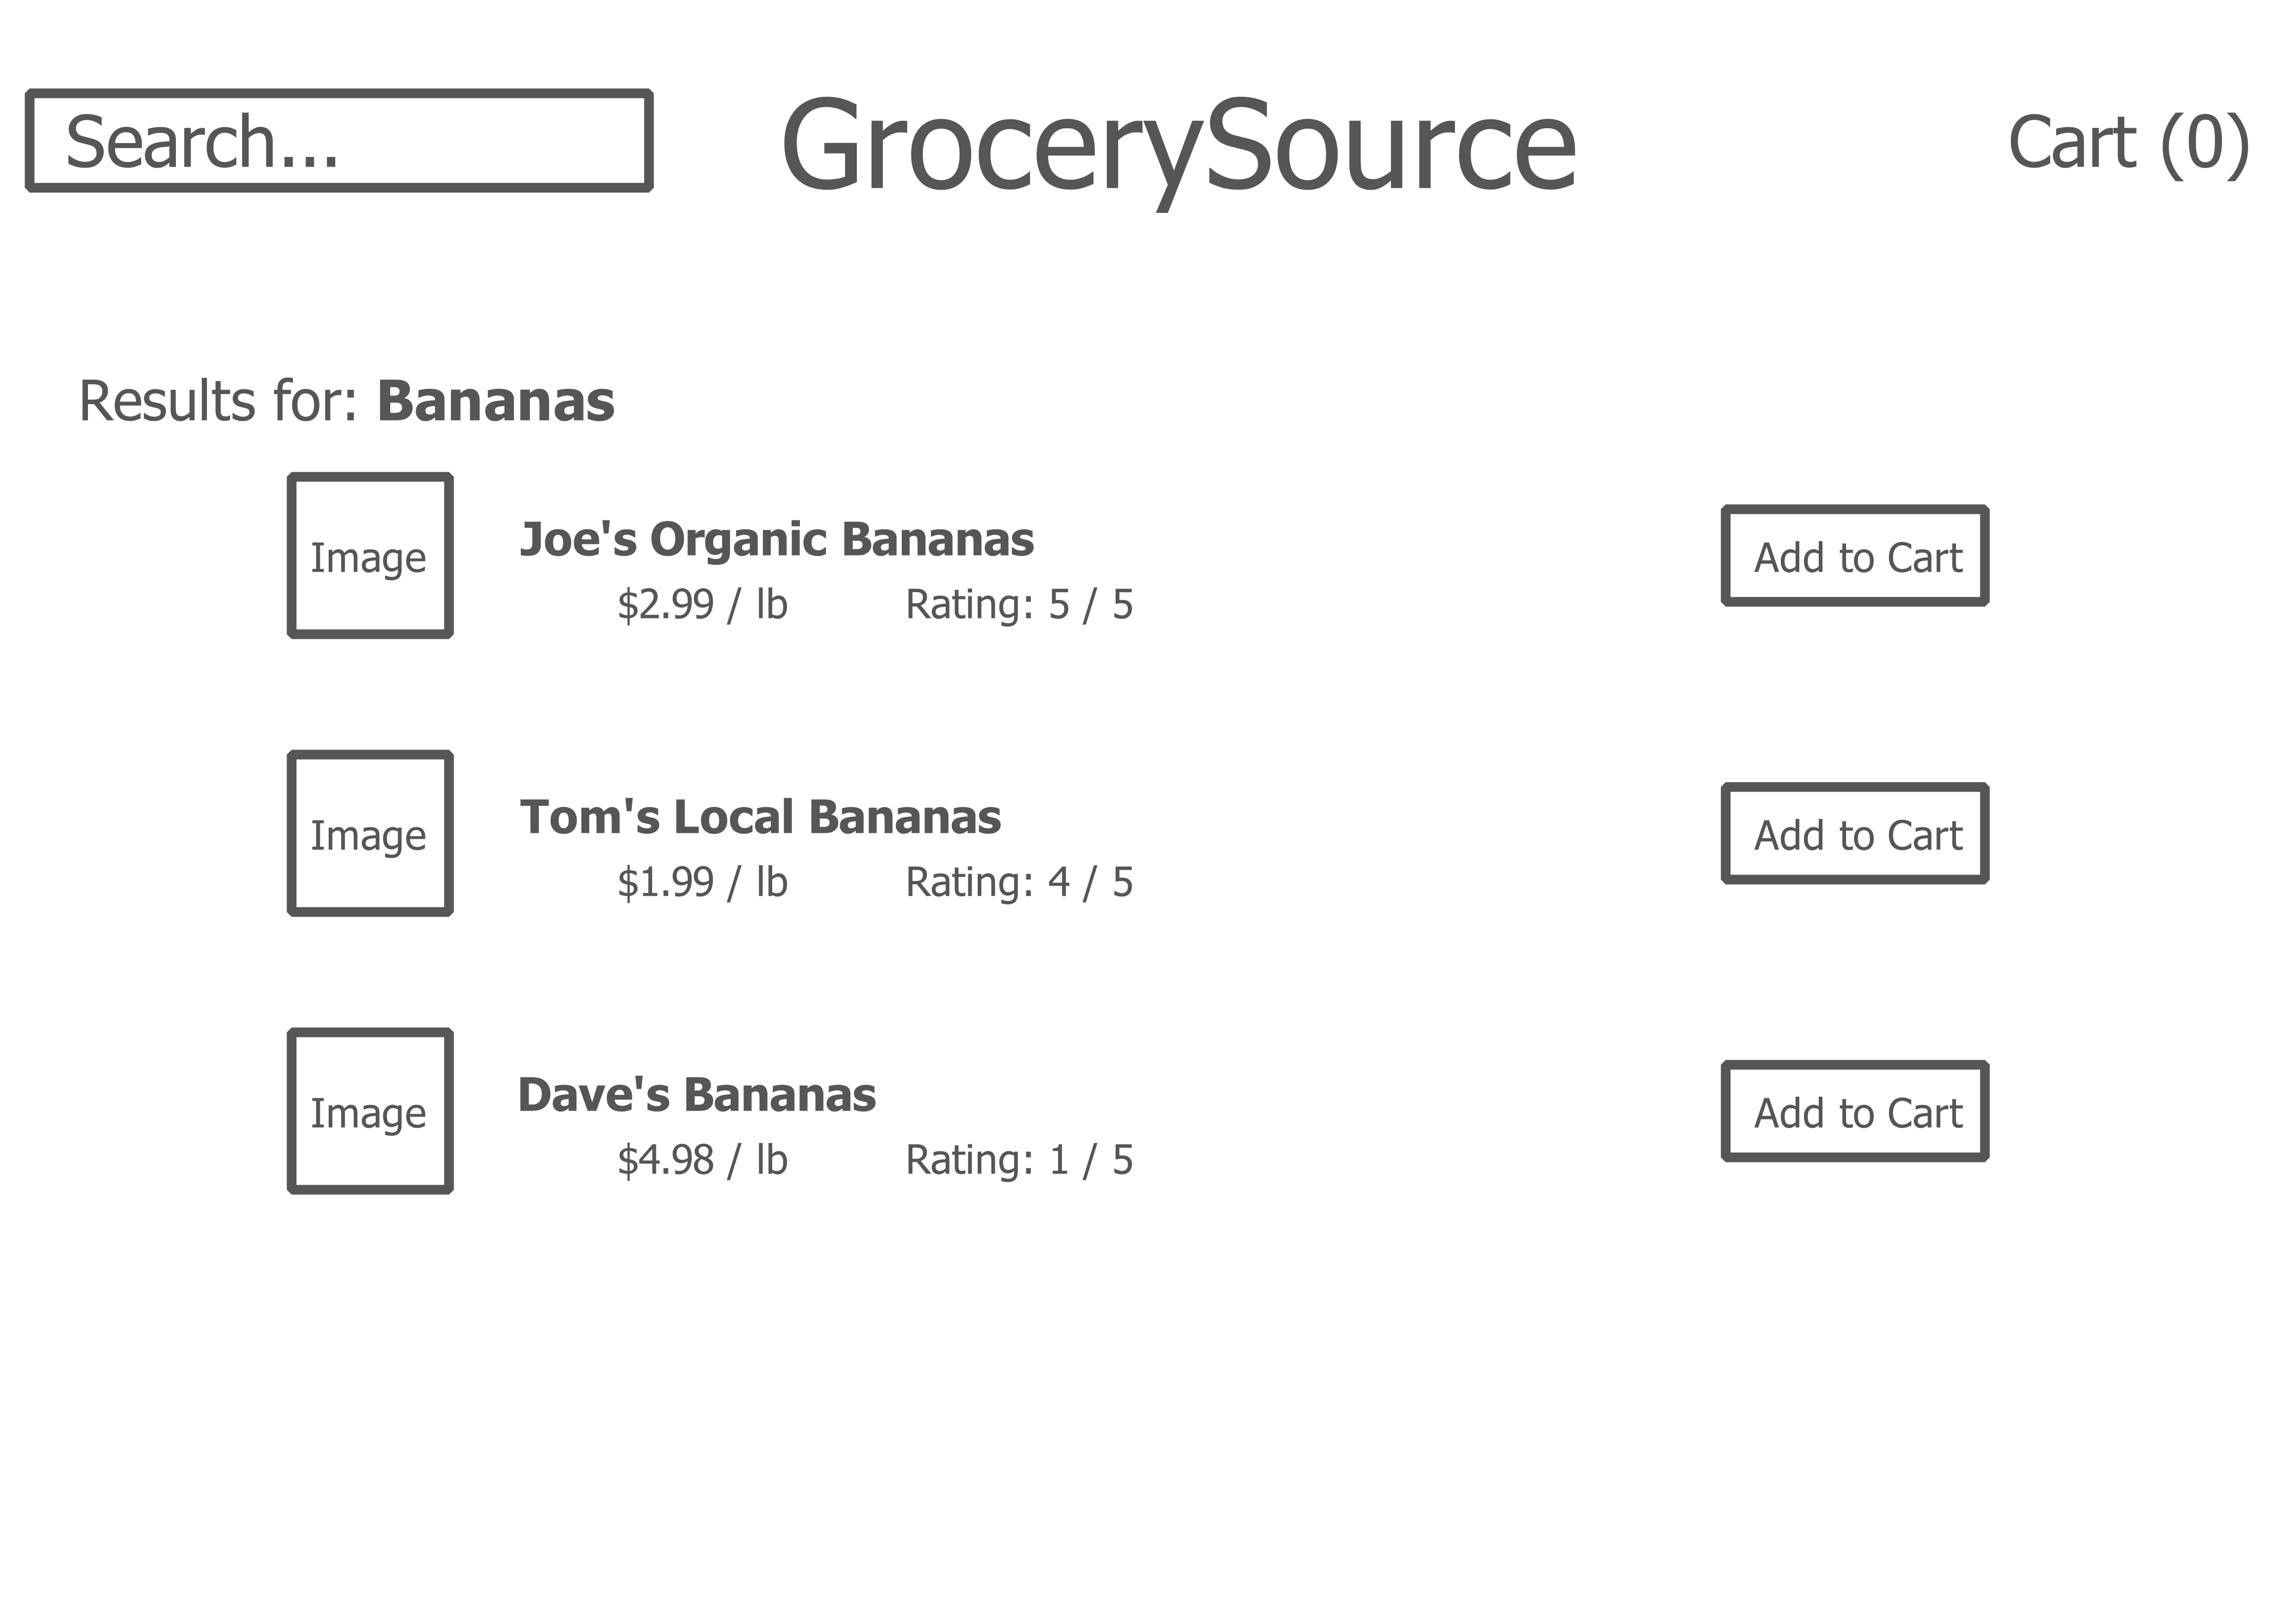 Search...
GrocerySource
Cart (0)
Results for: Bananas
Image
Joe's Organic Bananas
$2.99 / lb
Rating: 5 / 5
Add to Cart
Image
Tom's Local Bananas
$1.99 / lb
Rating: 4 / 5
Add to Cart
Image
Dave's Bananas
$4.98 / lb
Rating: 1 / 5
Add to Cart